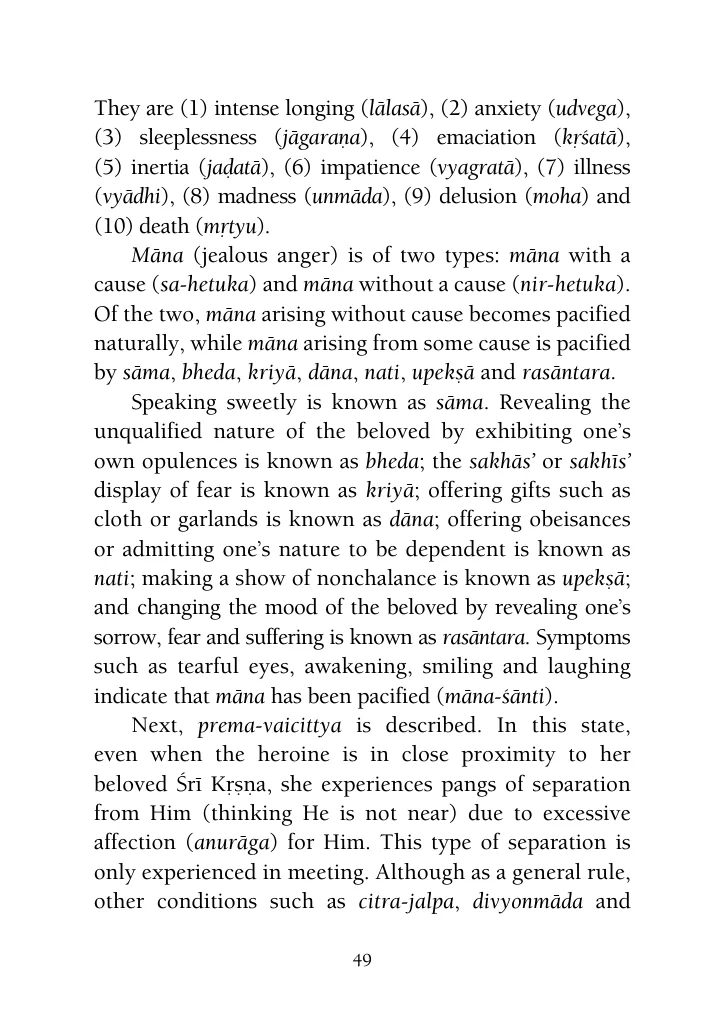 They are (1) intense longing (lālasā), (2) anxiety (udvega),
(3) sleeplessness (jāgaraṇa), (4) emaciation (kṛśatā),
(5) inertia (jaḍatā), (6) impatience (vyagratā), (7) illness
(vyādhi), (8) madness (unmāda), (9) delusion (moha) and
(10) death (mṛtyu).
Māna (jealous anger) is of two types: māna with a
cause (sa-hetuka) and māna without a cause (nir-hetuka).
Of the two, māna arising without cause becomes pacified
naturally, while māna arising from some cause is pacified
by sāma, bheda, kriyā, dāna, nati, upekṣā and rasāntara.
Speaking sweetly is known as sāma. Revealing the
unqualified nature of the beloved by exhibiting one’s
own opulences is known as bheda; the sakhās’ or sakhīs’
display of fear is known as kriyā; offering gifts such as
cloth or garlands is known as dāna; offering obeisances
or admitting one’s nature to be dependent is known as
nati; making a show of nonchalance is known as upekṣā;
and changing the mood of the beloved by revealing one’s
sorrow, fear and suffering is known as rasāntara. Symptoms
such as tearful eyes, awakening, smiling and laughing
indicate that māna has been pacified (māna-śānti).
Next, prema-vaicittya is described. In this state,
even when the heroine is in close proximity to her
beloved Śrī Kṛṣṇa, she experiences pangs of separation
from Him (thinking He is not near) due to excessive
affection (anurāga) for Him. This type of separation is
only experienced in meeting. Although as a general rule,
other conditions such as citra-jalpa, divyonmāda and
49